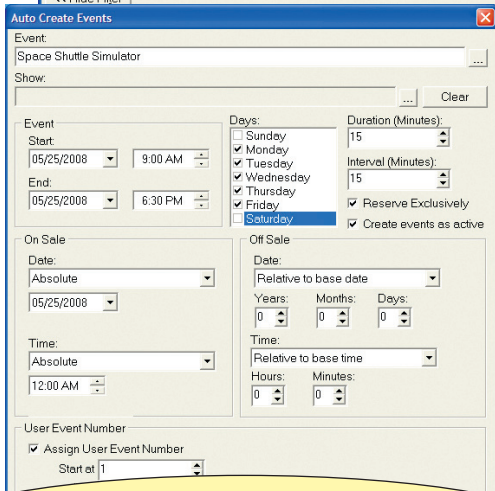 << Hide Filter
Auto Create Events
Event:
Space Shuttle Simulator
...
Show:
...
Clear
Event
Start:
05/25/2008
9:00 AM
End:
05/25/2008
6:30 PM
Days:
Sunday
Monday
Tuesday
Wednesday
Thursday
Friday
Saturday
Duration (Minutes):
15
Interval (Minutes):
15
Reserve Exclusively
Create events as active
On Sale
Date:
Absolute
05/25/2008
Time:
Absolute
12:00 AM
Off Sale
Date:
Relative to base date
Years: Months: Days:
0 0 0
Time:
Relative to base time
Hours: Minutes:
0 0
User Event Number
Assign User Event Number
Start at 1